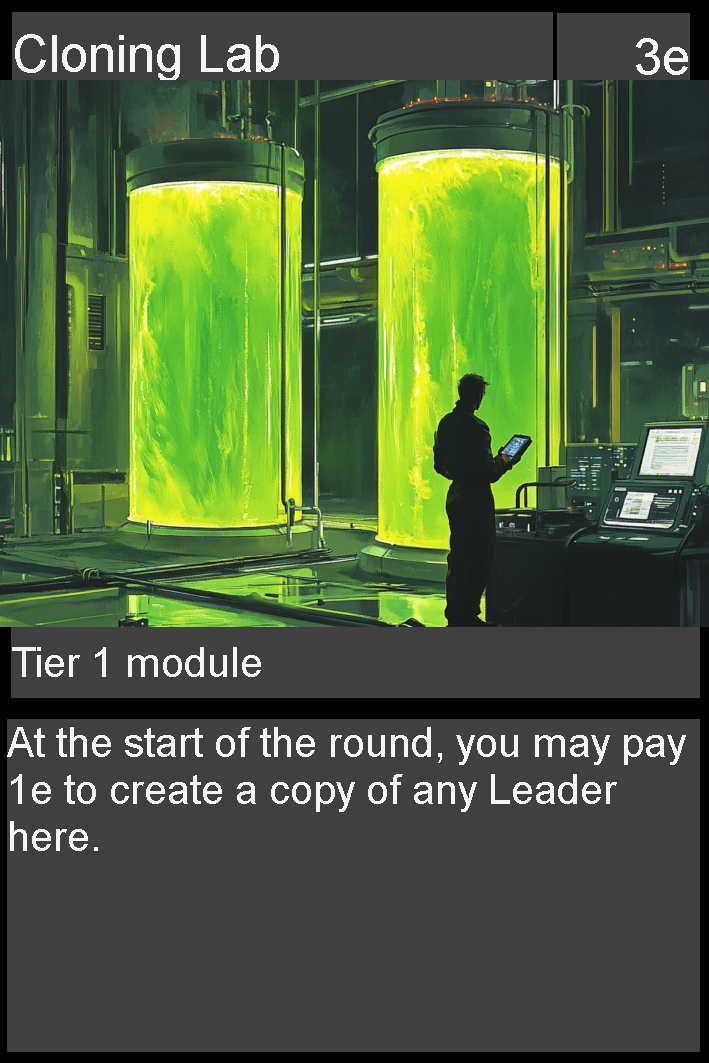 Cloning Lab
3e
Tier 1 module
At the start of the round, you may pay
1e to create a copy of any Leader
here.